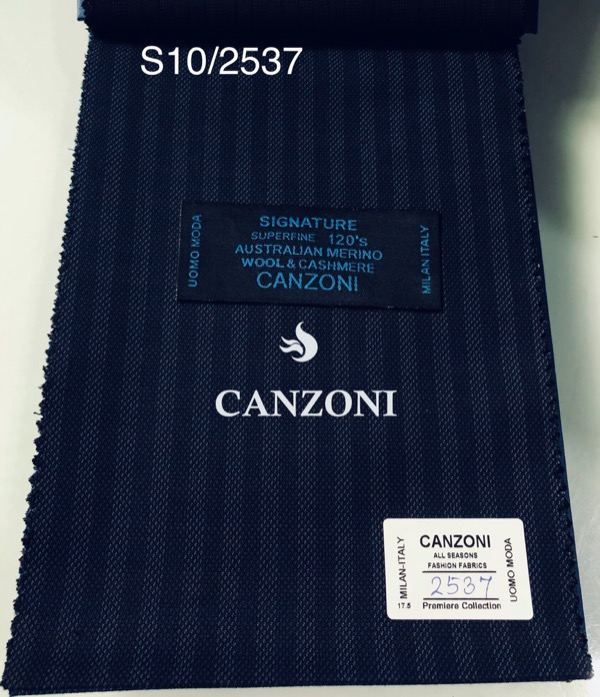 S10/2537
UOMO MODA
SIGNATURE
SUPERFINE 120's
AUSTRALIAN MERINO
WOOL & CASHMERE
CANZONI
MILAN ITALY
CANZONI
MILAN-ITALY
CANZONI
ALL SEASONS
FASHION FABRICS
2537
17.5 Premiere Collection
UOMO MODA